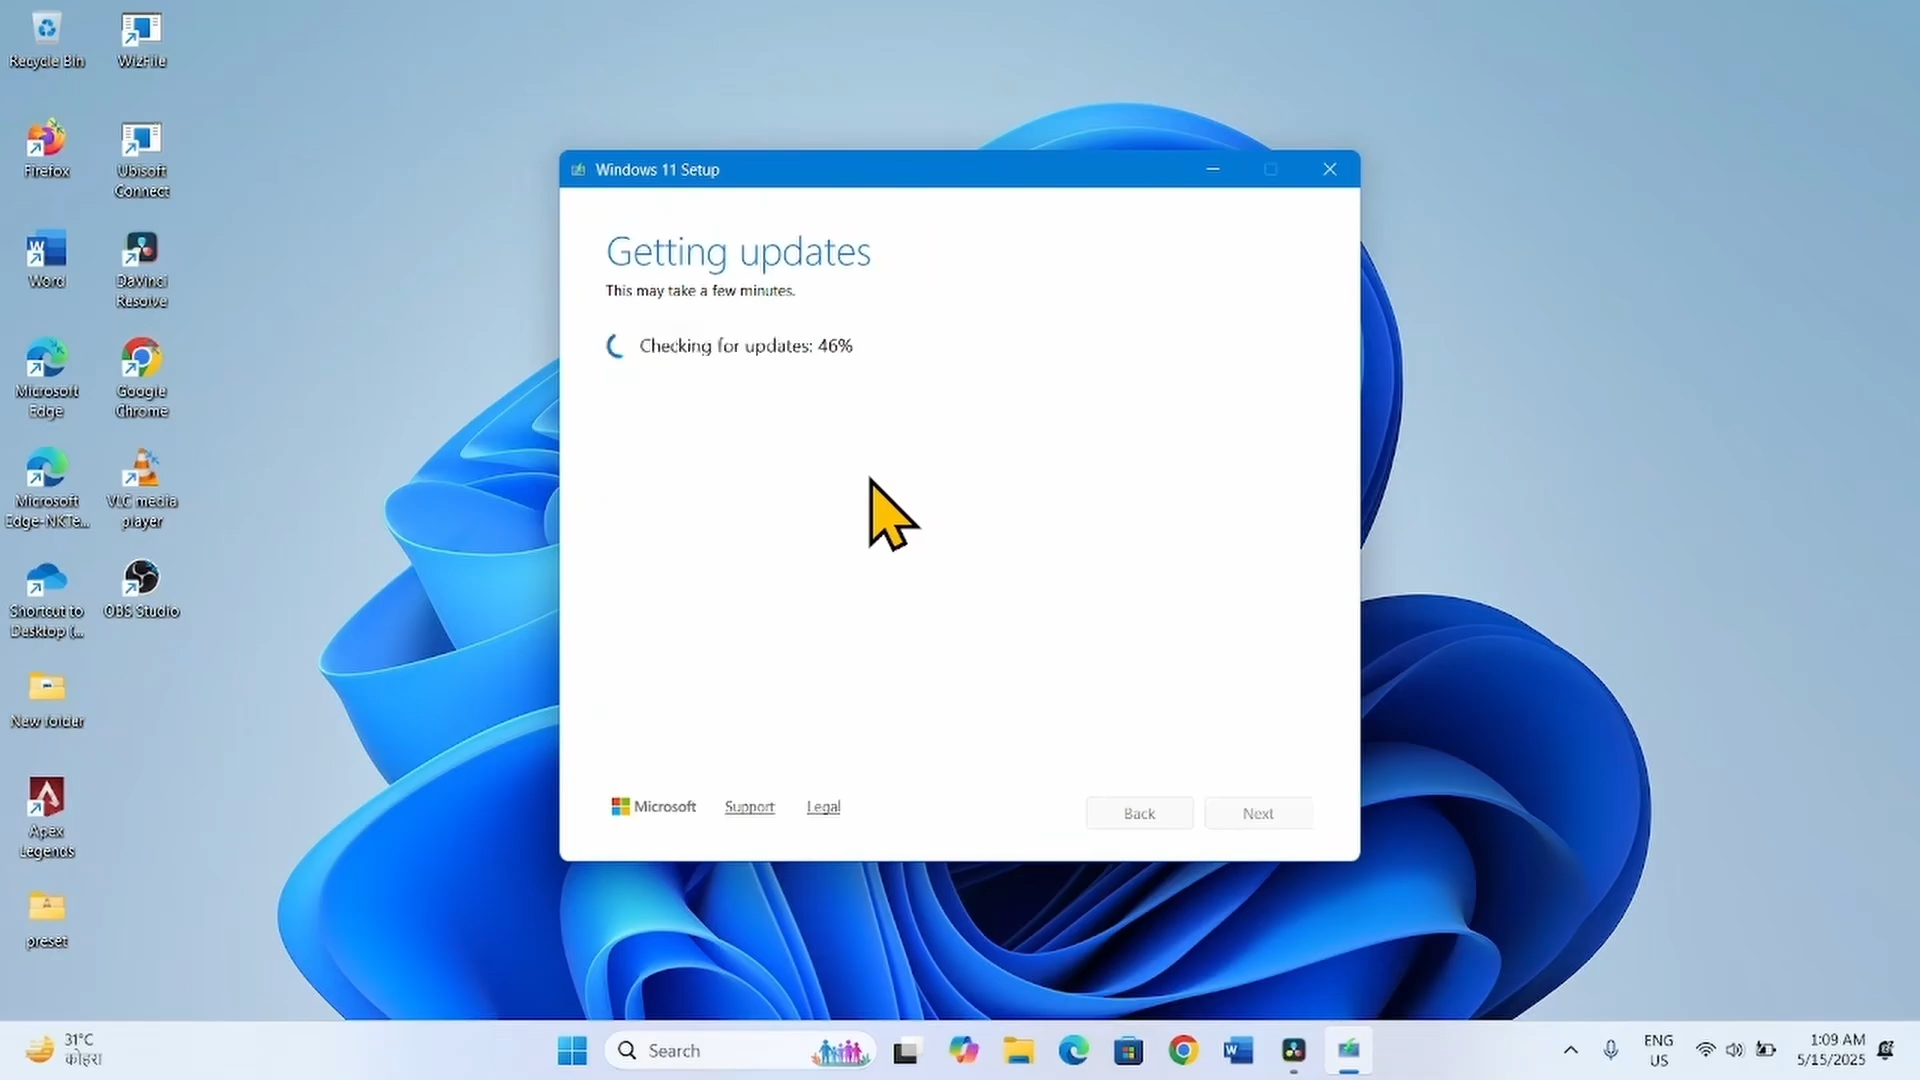 Recycle Bin
WizFile
Firefox
Ubisoft
Connect
Word
DaVinci
Resolve
Microsoft
Edge
Google
Chrome
Microsoft
Edge-NKTe...
VLC media
player
Shortcut to
Desktop (...
OBS Studio
New folder
Apex
Legends
preset
Windows 11 Setup
Getting updates
This may take a few minutes.
Checking for updates: 46%
Microsoft
Support
Legal
Back
Next
31°C
कोहरा
Search
ENG
US
1:09 AM
5/15/2025